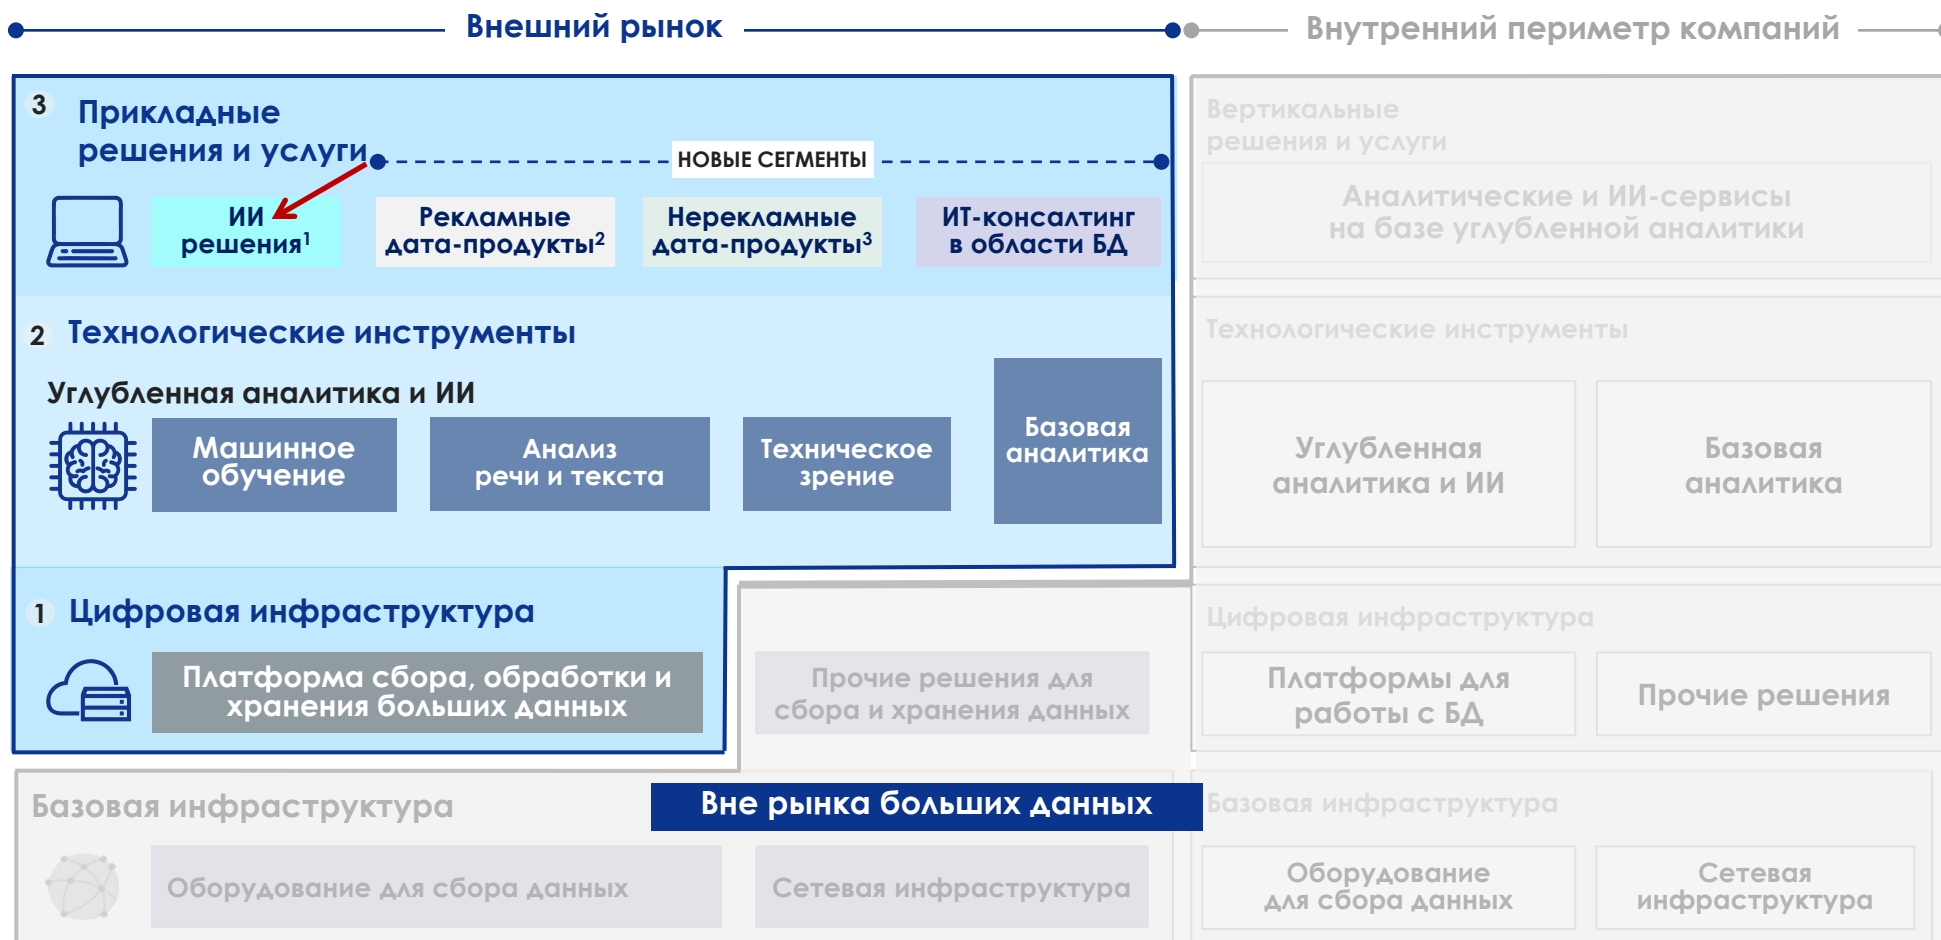 Внешний рынок
Внутренний периметр компаний
3
Прикладные
решения и услуги
НОВЫЕ СЕГМЕНТЫ
ИИ
решения¹
Рекламные
дата-продукты²
Нерекламные
дата-продукты³
ИТ-консалтинг
в области БД
Вертикальные
решения и услуги
Аналитические и ИИ-сервисы
на базе углубленной аналитики
2
Технологические инструменты
Углубленная аналитика и ИИ
Машинное
обучение
Анализ
речи и текста
Техническое
зрение
Базовая
аналитика
Технологические инструменты
Углубленная
аналитика и ИИ
Базовая
аналитика
1
Цифровая инфраструктура
Платформа сбора, обработки и
хранения больших данных
Прочие решения для
сбора и хранения данных
Цифровая инфраструктура
Платформы для
работы с БД
Прочие решения
Базовая инфраструктура
Вне рынка больших данных
Оборудование для сбора данных
Сетевая инфраструктура
Базовая инфраструктура
Оборудование
для сбора данных
Сетевая
инфраструктура